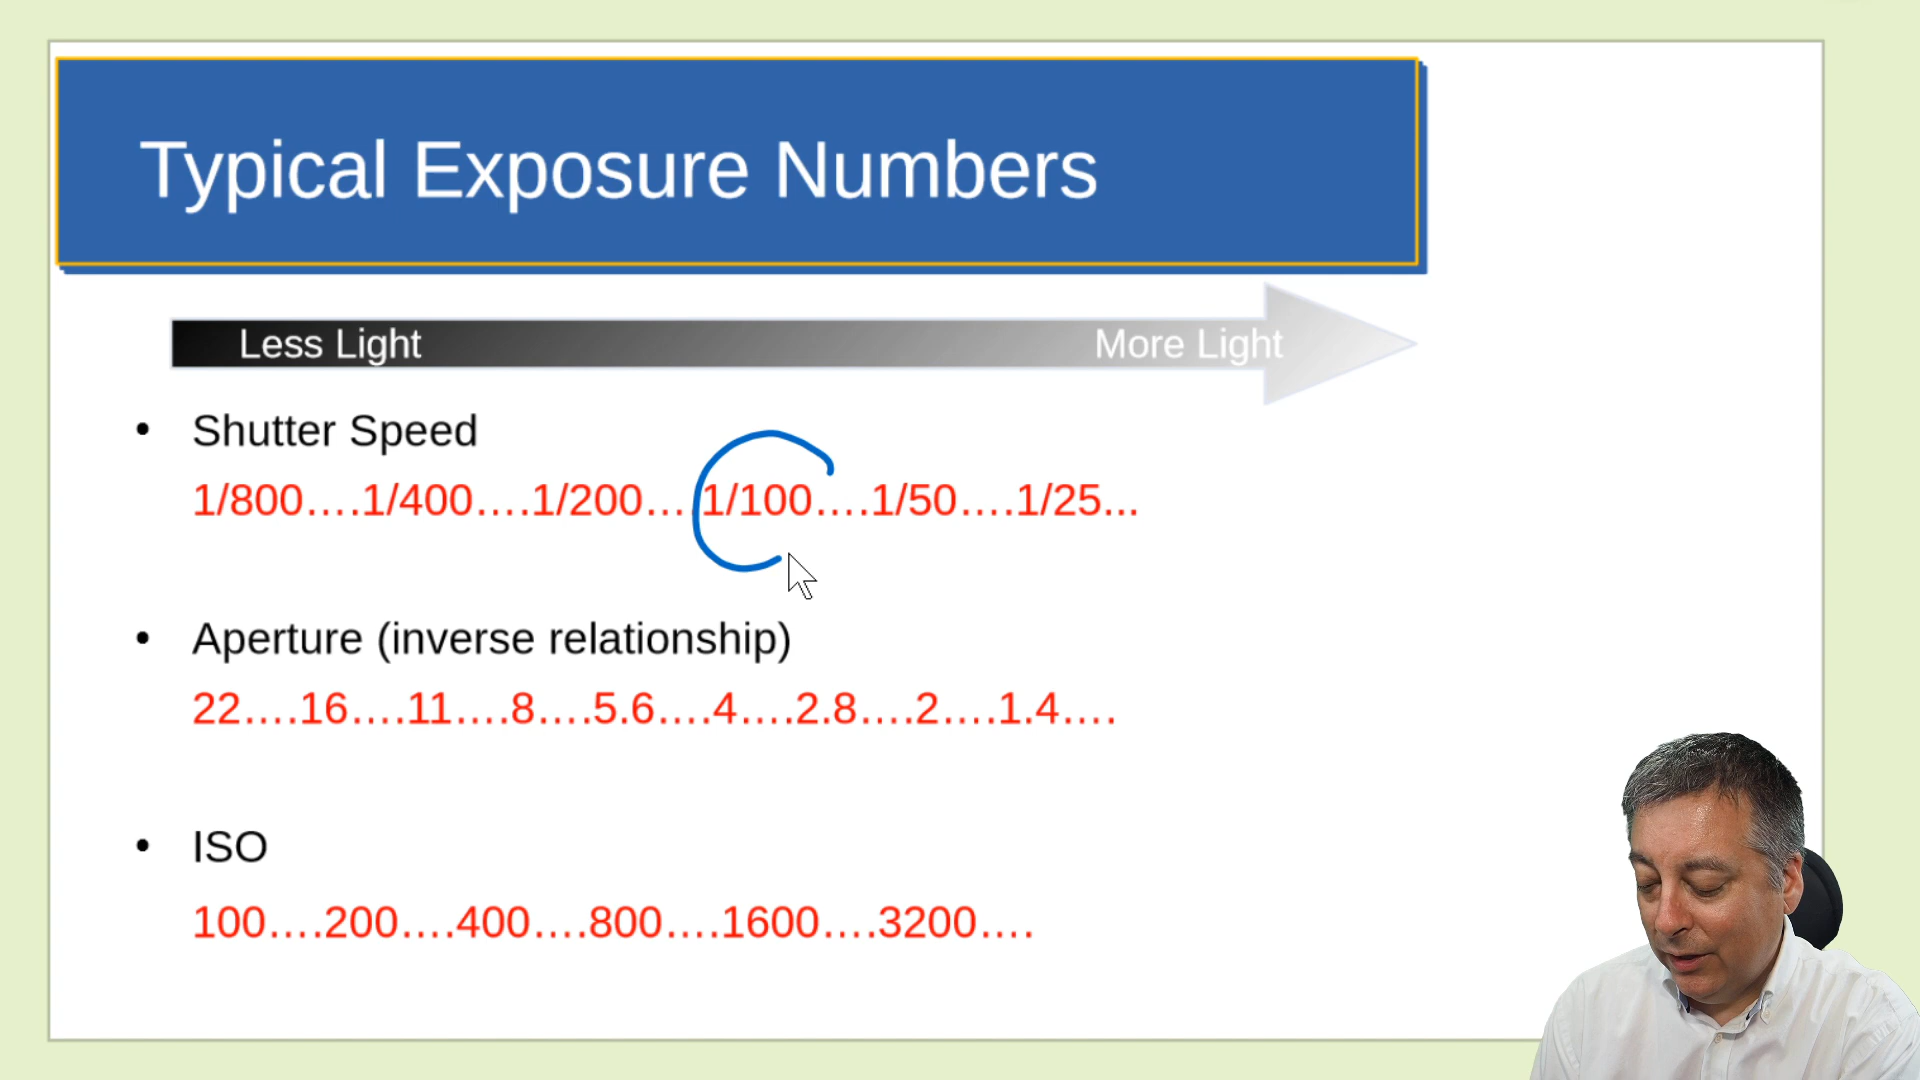 Typical Exposure Numbers
Less Light More Light
• Shutter Speed
1/800....1/400....1/200....1/100....1/50....1/25...
• Aperture (inverse relationship)
22....16....11....8....5.6....4....2.8....2....1.4....
• ISO
100....200....400....800....1600....3200....